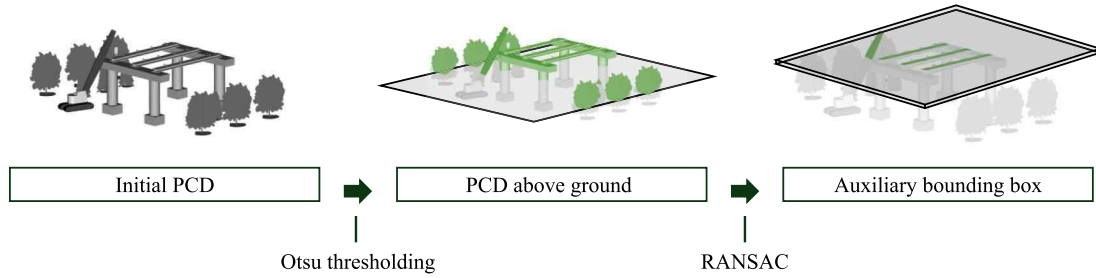 Initial PCD
PCD above ground
Auxiliary bounding box
Otsu thresholding
RANSAC